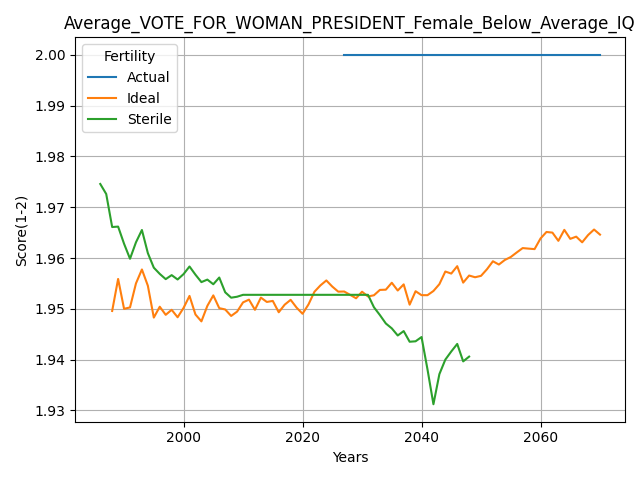 Average_VOTE_FOR_WOMAN_PRESIDENT_Female_Below_Average_IQ
Fertility
Actual
Ideal
Sterile
Score(1-2)
2.00
1.99
1.98
1.97
1.96
1.95
1.94
1.93
2000
2020
2040
2060
Years